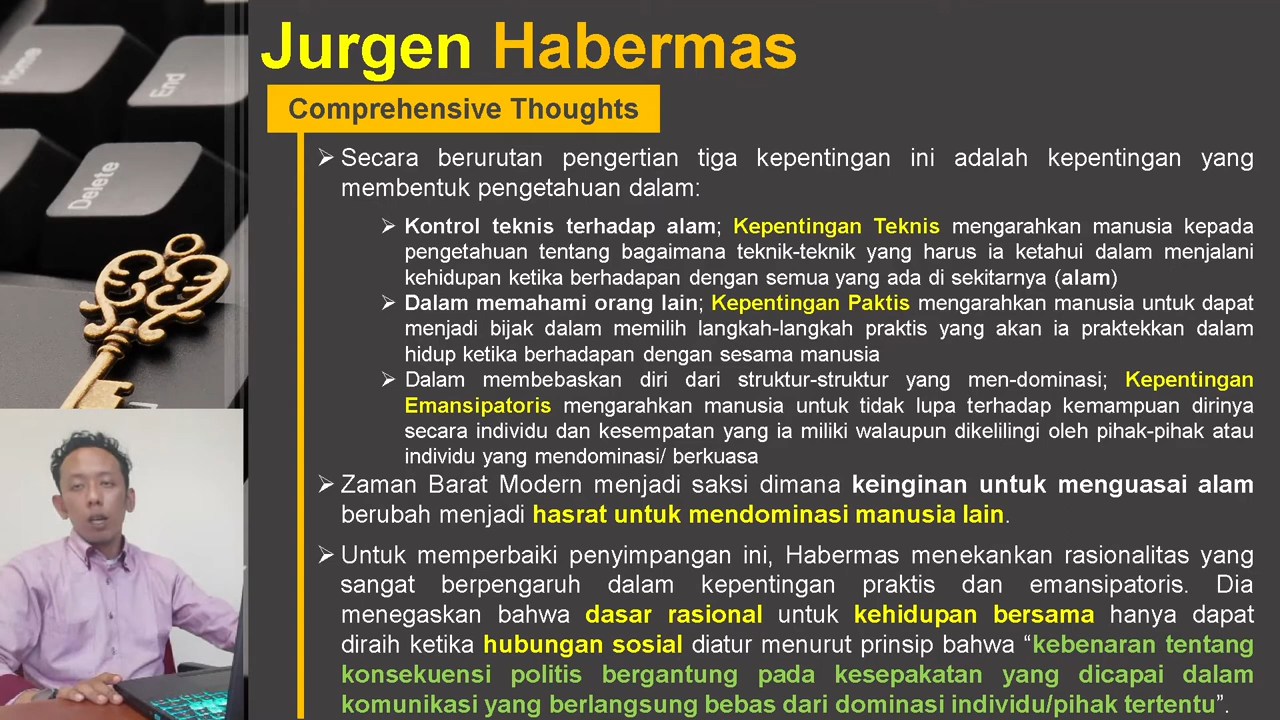 Home
End
Delete
Jurgen Habermas
Comprehensive Thoughts
➢ Secara berurutan pengertian tiga kepentingan ini adalah kepentingan yang
membentuk pengetahuan dalam:
➢ Kontrol teknis terhadap alam; Kepentingan Teknis mengarahkan manusia kepada
pengetahuan tentang bagaimana teknik-teknik yang harus ia ketahui dalam menjalani
kehidupan ketika berhadapan dengan semua yang ada di sekitarnya (alam)
➢ Dalam memahami orang lain; Kepentingan Paktis mengarahkan manusia untuk dapat
menjadi bijak dalam memilih langkah-langkah praktis yang akan ia praktekkan dalam
hidup ketika berhadapan dengan sesama manusia
➢ Dalam membebaskan diri dari struktur-struktur yang men-dominasi; Kepentingan
Emansipatoris mengarahkan manusia untuk tidak lupa terhadap kemampuan dirinya
secara individu dan kesempatan yang ia miliki walaupun dikelilingi oleh pihak-pihak atau
individu yang mendominasi/ berkuasa
➢ Zaman Barat Modern menjadi saksi dimana keinginan untuk menguasai alam
berubah menjadi hasrat untuk mendominasi manusia lain.
➢ Untuk memperbaiki penyimpangan ini, Habermas menekankan rasionalitas yang
sangat berpengaruh dalam kepentingan praktis dan emansipatoris. Dia
menegaskan bahwa dasar rasional untuk kehidupan bersama hanya dapat
diraih ketika hubungan sosial diatur menurut prinsip bahwa “kebenaran tentang
konsekuensi politis bergantung pada kesepakatan yang dicapai dalam
komunikasi yang berlangsung bebas dari dominasi individu/pihak tertentu”.